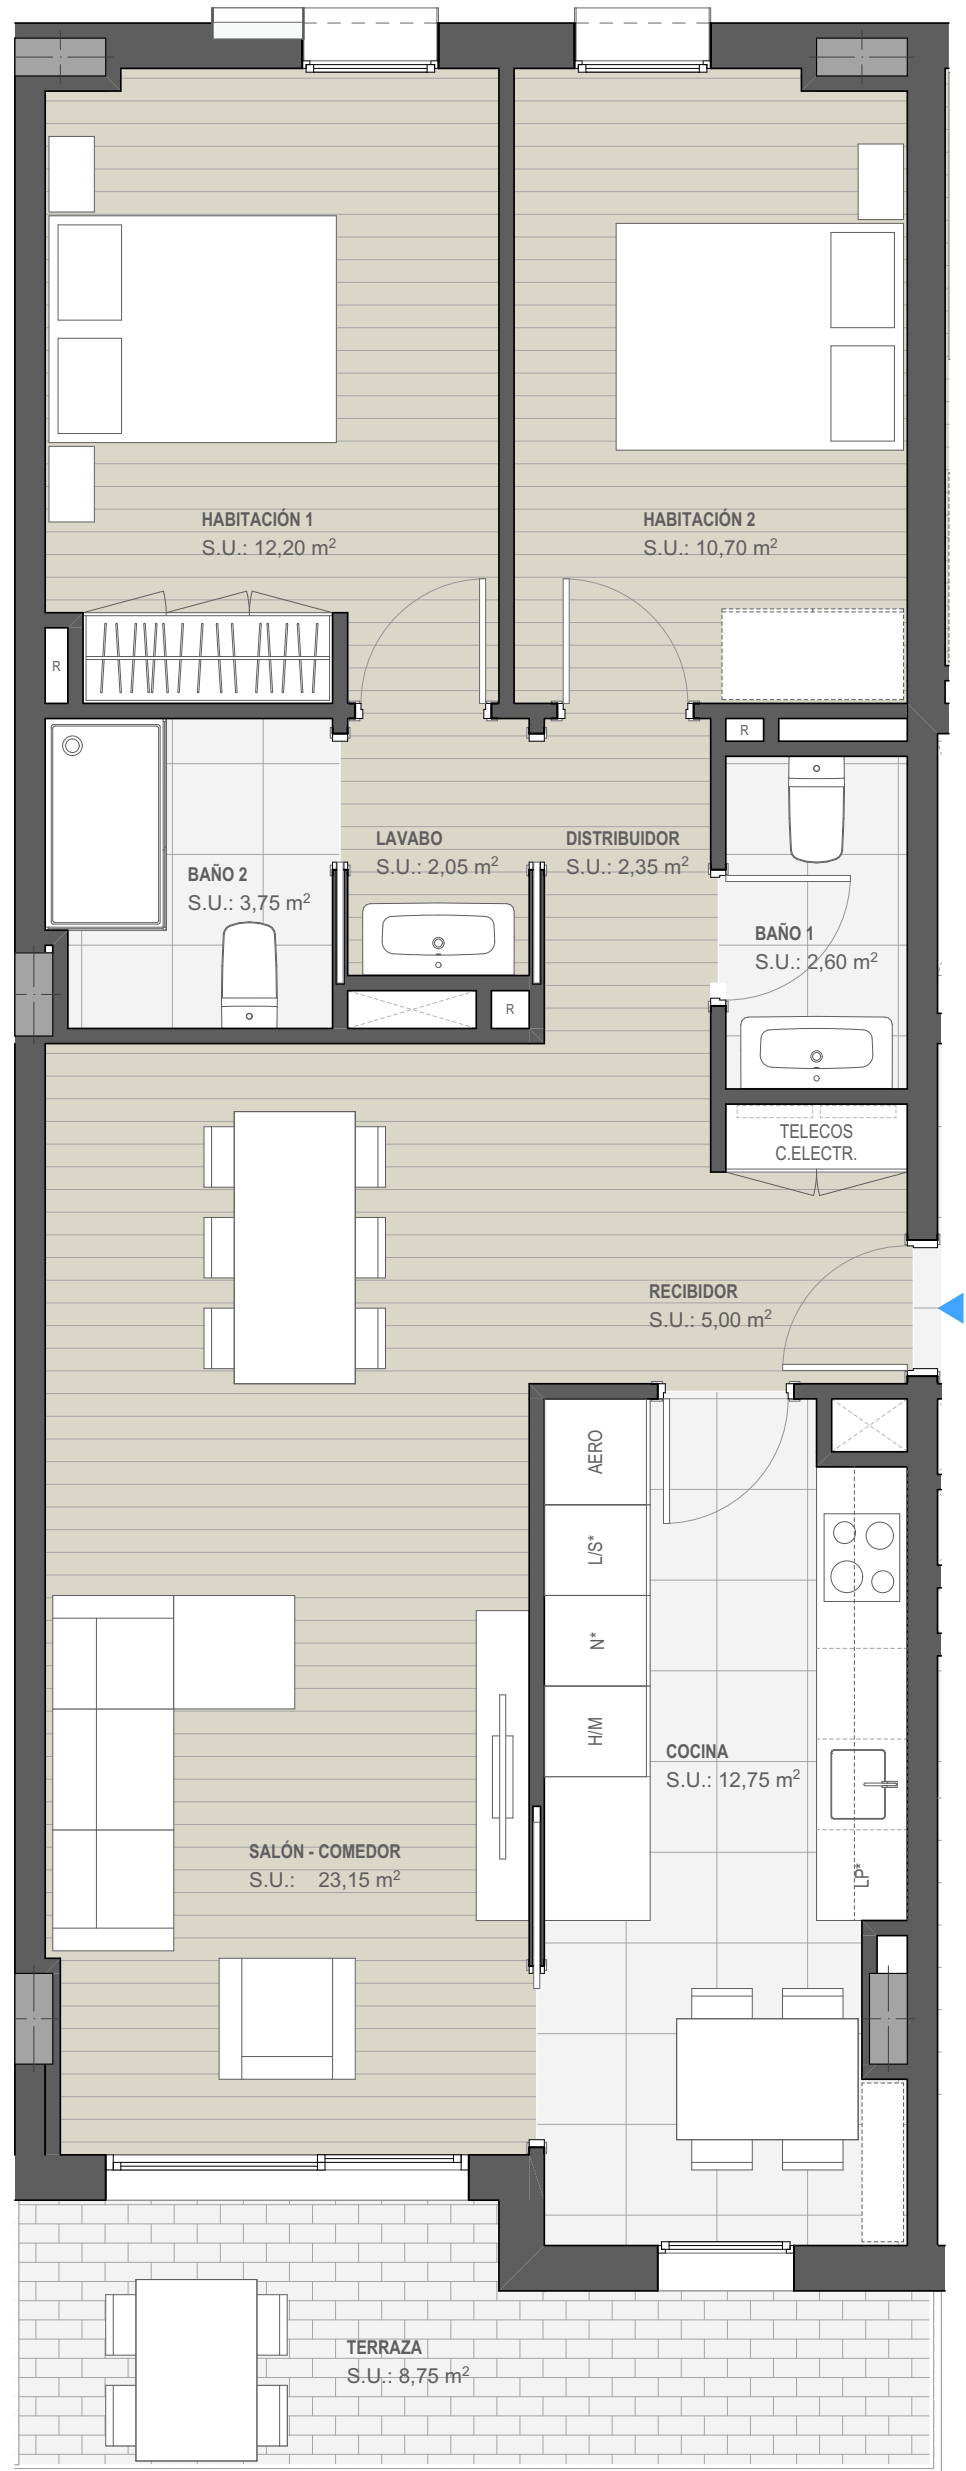 HABITACIÓN 1
S.U.: 12,20 m²
HABITACIÓN 2
S.U.: 10,70 m²
R
R
LAVABO
S.U.: 2,05 m²
DISTRIBUIDOR
S.U.: 2,35 m²
BAÑO 2
S.U.: 3,75 m²
BAÑO 1
S.U.: 2,60 m²
R
TELECOS
C.ELECTR.
RECIBIDOR
S.U.: 5,00 m²
AERO
L/S*
N*
H/M
COCINA
S.U.: 12,75 m²
SALÓN - COMEDOR
S.U.: 23,15 m²
LP*
TERRAZA
S.U.: 8,75 m²